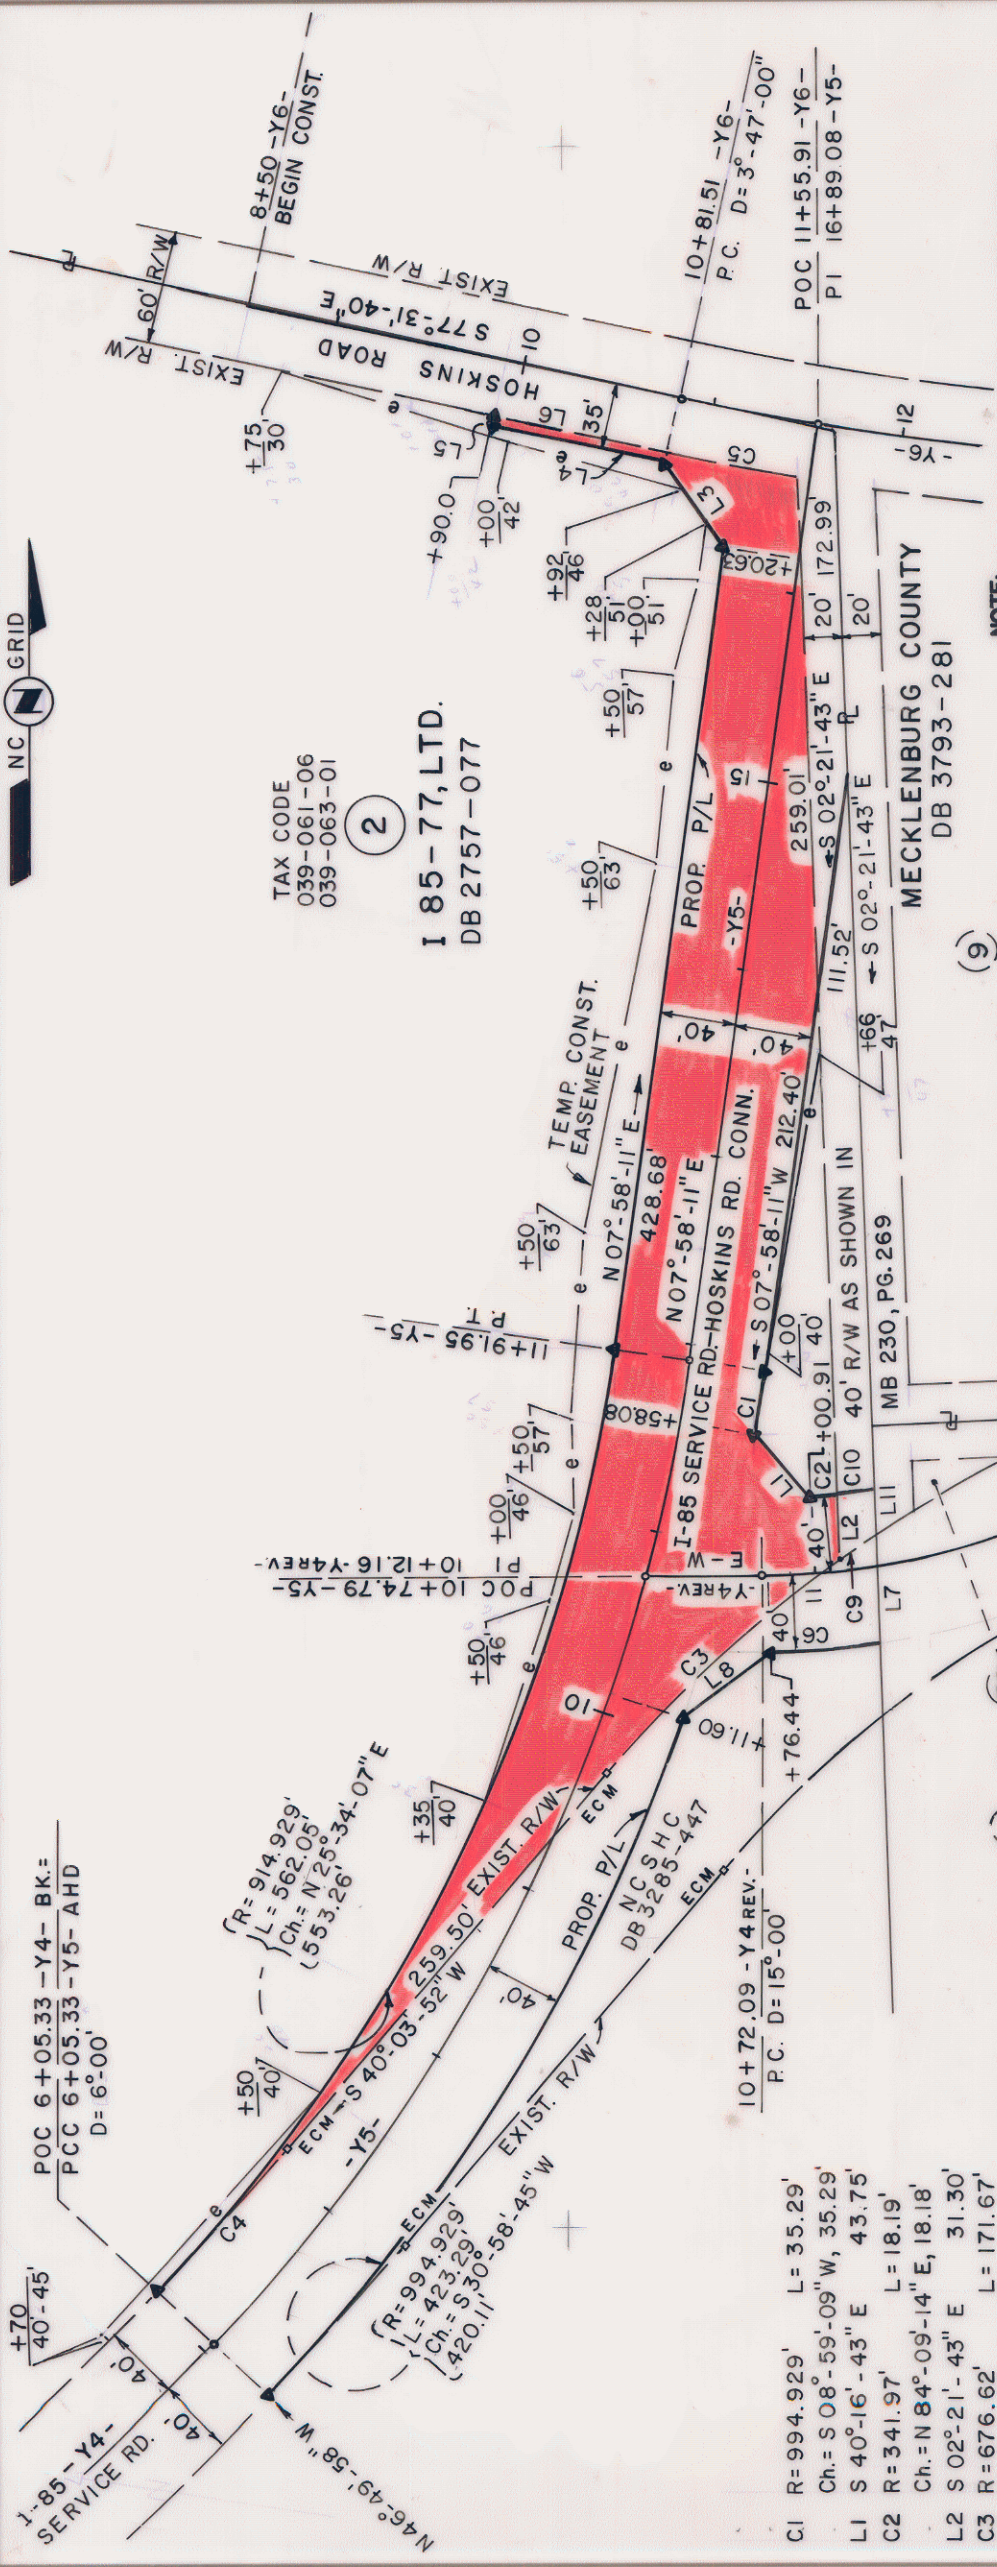 NC GRID
N
TAX CODE
039-061-06
039-063-01
2
I 85-77, LTD.
DB 2757-077
8+50 -Y6-
BEGIN CONST.
60' R/W
EXIST. R/W
EXIST. R/W
S 77°-31'-40" E
HOSKINS ROAD
10
+75
30'
e
L5
L6
35'
L4
e
+90.0
+00
42'
+92
46
+28
51'
+00
51'
+50
57'
L3
C5
+20.63
10+81.51 -Y6-
P.C. D=3°-47'-00"
POC 11+55.91 -Y6-
PI 16+89.08 -Y5-
-Y6-
12
172.99'
20'
20'
S 02°-21'-43" E
PL
259.01'
MECKLENBURG COUNTY
DB 3793-281
NOTE:
9
S 02°-21'-43" E
111.52'
+66
47'
15
PROP. P/L
-Y5-
e
+50
63'
TEMP. CONST.
EASEMENT
e
40'
40'
N 07°-58'-11" E
428.68'
N 07°-58'-11" E
I-85 SERVICE RD.-HOSKINS RD. CONN.
S 07°-58'-11" W 212.40'
e
+50
63'
e
11+91.95 -Y5-
P.T.
+00
40'
40' R/W AS SHOWN IN
MB 230, PG. 269
+00.91
C1
C2
C10
L1
L2
L11
+58.08
+50
57'
e
+00
46'
POC 10+74.79 -Y5-
PI 10+12.16 -Y4REV.-
E-W
-Y4REV.-
40'
11
C9
L7
40'
C6
+50
46
e
10
C3
L8
+11.60
+76.44
+35
40'
R=914.929'
L=562.05'
Ch.=N 25°-34'-07" E
553.26'
259.50'
EXIST. R/W
ECM
S 40°-03'-52" W
ECM
PROP. P/L
N C S H C
DB 3285-447
ECM
10+72.09 -Y4REV.-
P.C. D=15°-00'
40'
EXIST. R/W
-Y5-
ECM
POC 6+05.33 -Y4- BK.=
PCC 6+05.33 -Y5- AHD
D=6°-00'
+50
40'
e
C4
R=994.929'
L=423.29'
Ch.=S 30°-58'-45" W
420.11'
+70
40'-45'
40'
40'
I-85-Y4-
SERVICE RD.
N 46°-49'-58" W
C1 R=994.929' L=35.29'
Ch.=S 08°-59'-09" W, 35.29'
L1 S 40°-16'-43" E 43.75'
C2 R=341.97' L=18.19'
Ch.=N 84°-09'-14" E, 18.18'
L2 S 02°-21'-43" E 31.30'
C3 R=676.62' L=171.67'